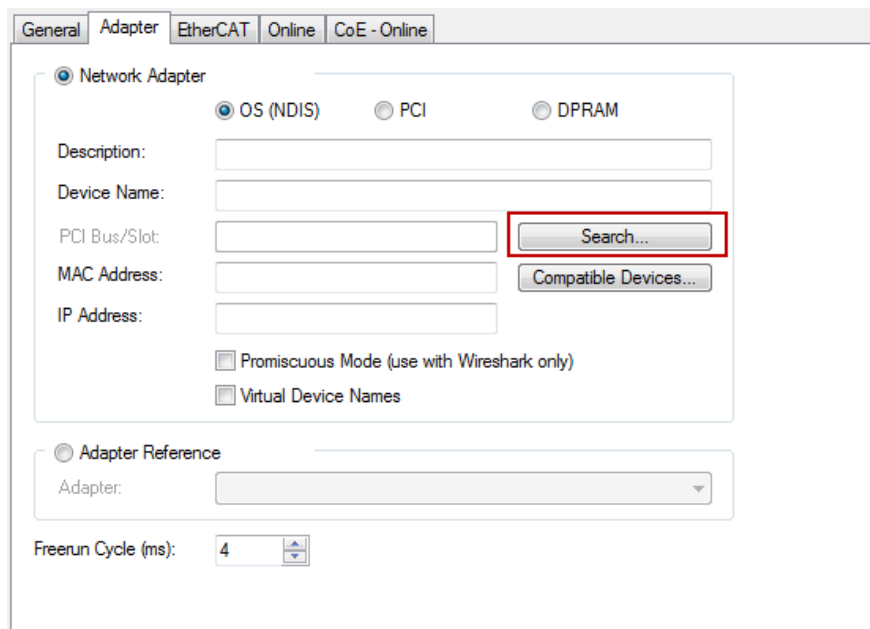 General Adapter EtherCAT Online CoE - Online
Network Adapter
OS (NDIS) PCI DPRAM
Description:
Device Name:
PCI Bus/Slot: Search...
MAC Address: Compatible Devices...
IP Address:
Promiscuous Mode (use with Wireshark only)
Virtual Device Names
Adapter Reference
Adapter:
Freerun Cycle (ms): 4